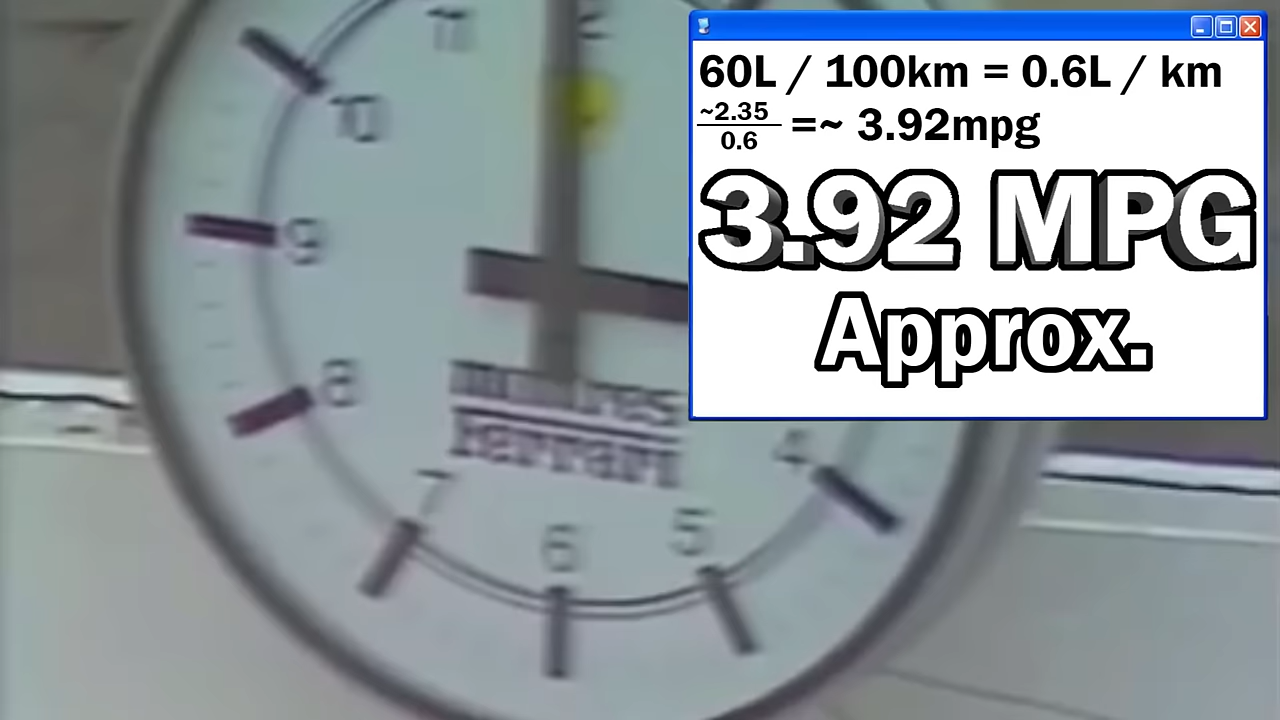 60L / 100km = 0.6L / km
~2.35
0.6
=~ 3.92mpg
3.92 MPG
Approx.
11
2
10
9
8
ferrari
7
4
6
5